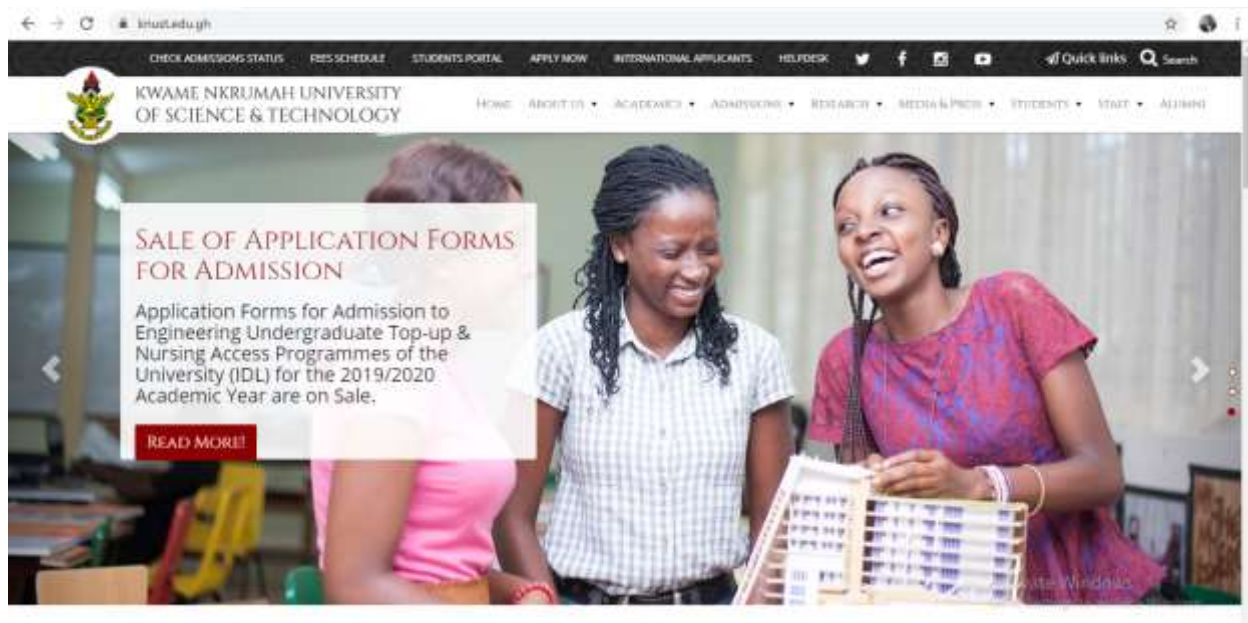 knust.edu.gh
CHECK ADMISSIONS STATUS FEES SCHEDULE STUDENTS PORTAL APPLY NOW INTERNATIONAL APPLICANTS HELPDESK Quick links Search
KWAME NKRUMAH UNIVERSITY
OF SCIENCE & TECHNOLOGY
HOME ABOUT US ACADEMICS ADMISSIONS RESEARCH MEDIA & PRESS STUDENTS STAFF ALUMNI
SALE OF APPLICATION FORMS
FOR ADMISSION
Application Forms for Admission to
Engineering Undergraduate Top-up &
Nursing Access Programmes of the
University (IDL) for the 2019/2020
Academic Year are on Sale.
READ MORE!
Windows